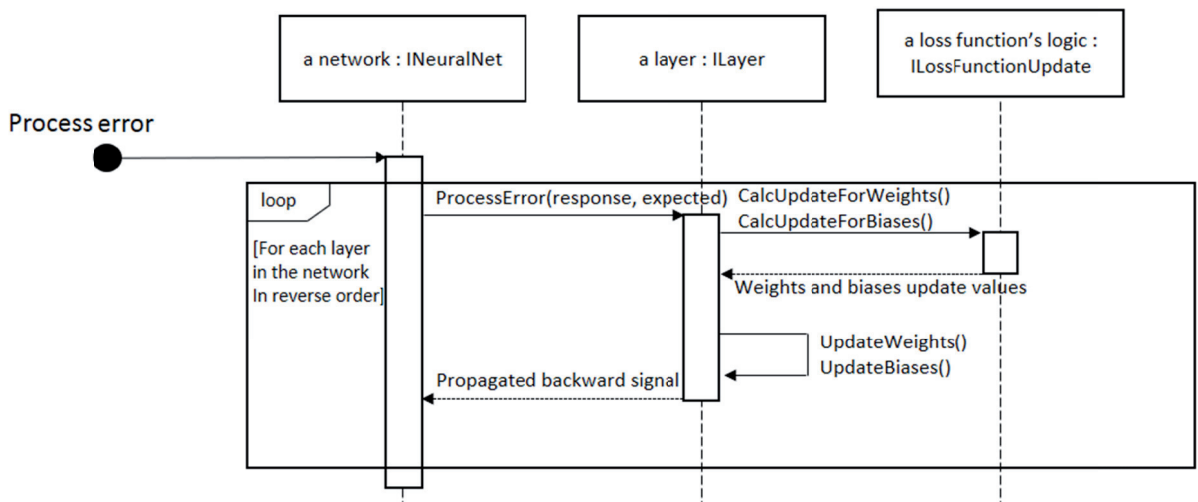 a network : INeuralNet
a layer : ILayer
a loss function’s logic :
ILossFunctionUpdate
Process error
loop
[For each layer
in the network
In reverse order]
ProcessError(response, expected)
CalcUpdateForWeights()
CalcUpdateForBiases()
Weights and biases update values
UpdateWeights()
UpdateBiases()
Propagated backward signal